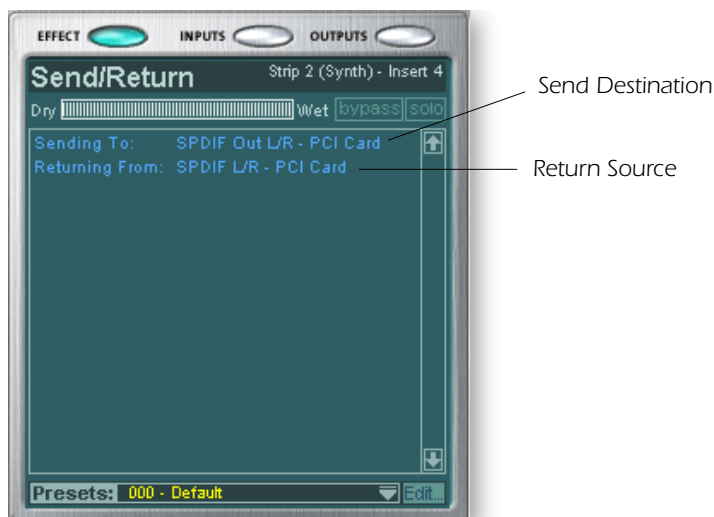 EFFECT INPUTS OUTPUTS
Send/Return Strip 2 (Synth) - Insert 4
Dry Wet bypass solo
Sending To: SPDIF Out L/R - PCI Card
Returning From: SPDIF L/R - PCI Card
Send Destination
Return Source
Presets: 000 - Default Edit...